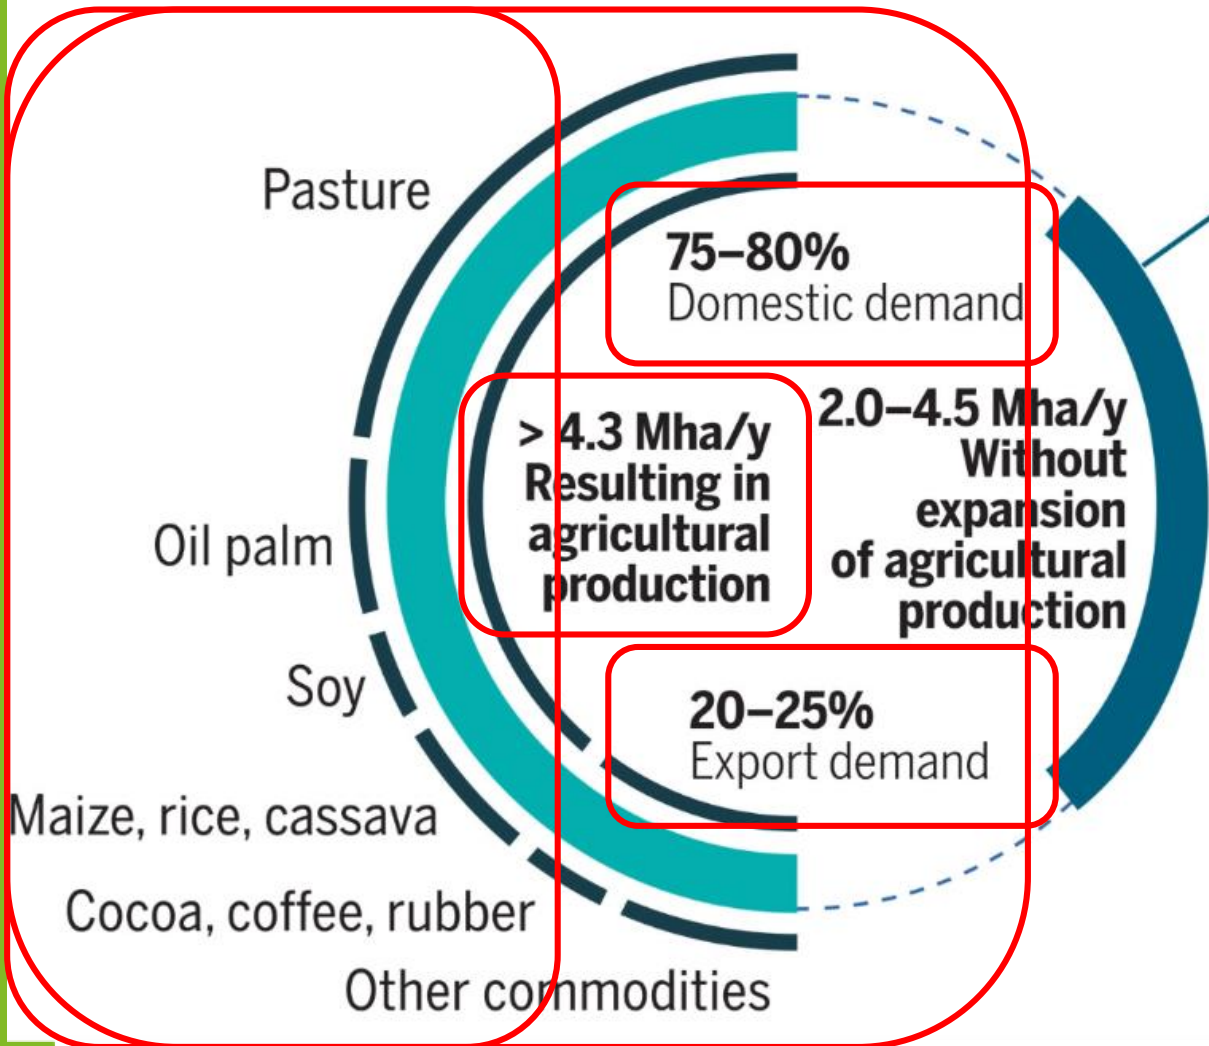 Pasture
75–80%
Domestic demand
> 4.3 Mha/y
Resulting in
agricultural
production
2.0–4.5 Mha/y
Without
expansion
of agricultural
production
Oil palm
Soy
20–25%
Export demand
Maize, rice, cassava
Cocoa, coffee, rubber
Other commodities